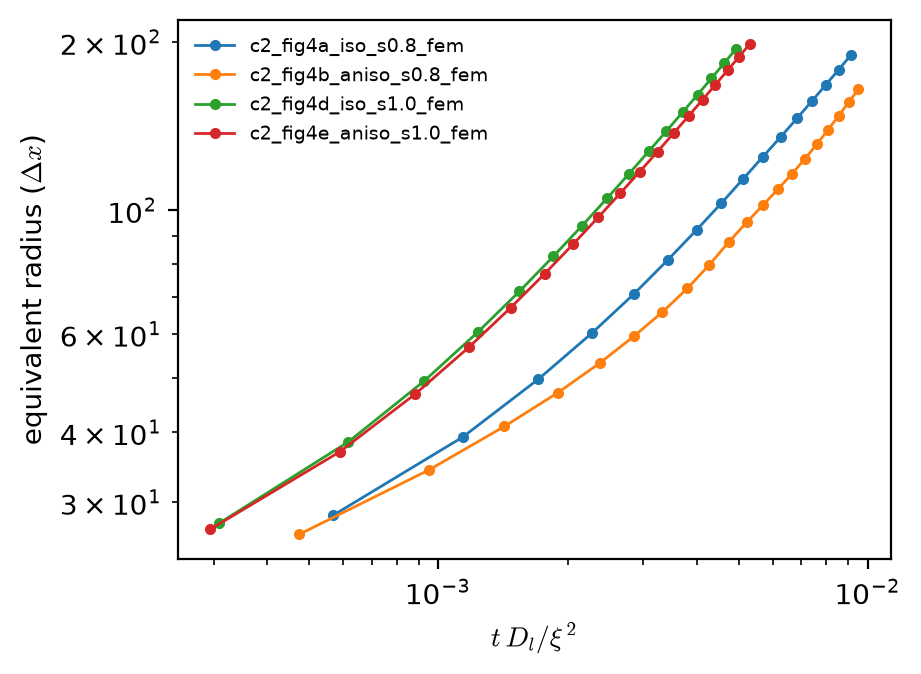 c2_fig4a_iso_s0.8_fem
c2_fig4b_aniso_s0.8_fem
c2_fig4d_iso_s1.0_fem
c2_fig4e_aniso_s1.0_fem
equivalent radius (Δx)
2 × 10²
10²
6 × 10¹
4 × 10¹
3 × 10¹
10⁻³
10⁻²
t D_l/ξ²